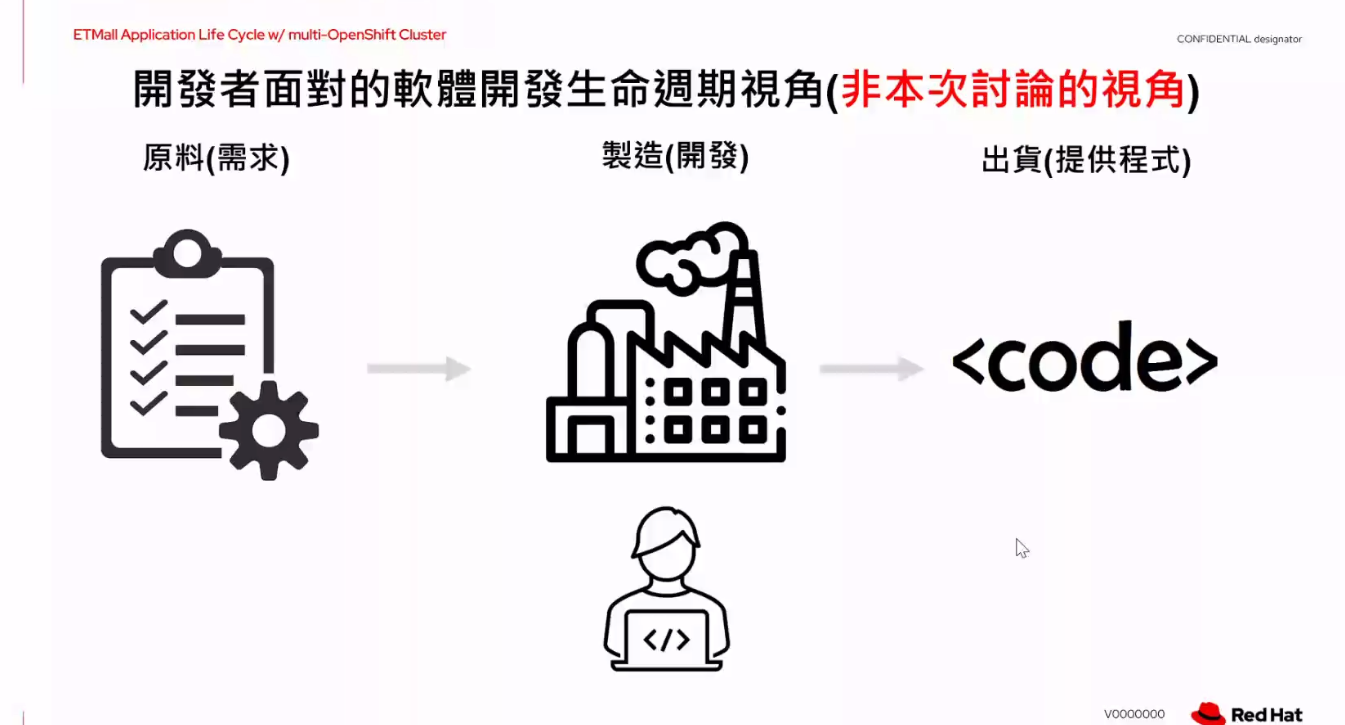 ETMall Application Life Cycle w/ multi-OpenShift Cluster
CONFIDENTIAL designator
開發者面對的軟體開發生命週期視角(非本次討論的視角)
原料(需求)
製造(開發)
出貨(提供程式)
<code>
</>
V0000000
Red Hat